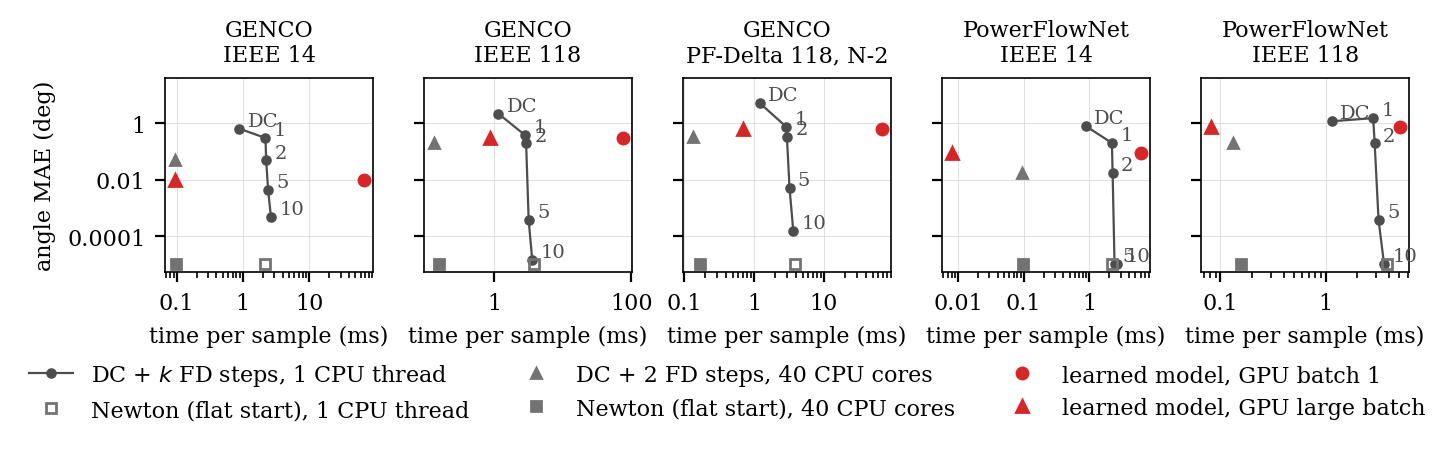 GENCO
IEEE 14
GENCO
IEEE 118
GENCO
PF-Delta 118, N-2
PowerFlowNet
IEEE 14
PowerFlowNet
IEEE 118
angle MAE (deg)
1
0.01
0.0001
DC
1
2
5
10
DC
1
2
5
10
DC
1
2
5
10
DC
1
2
5
10
DC
1
2
5
10
0.1 1 10
1 100
0.1 1 10
0.01 0.1 1
0.1 1
time per sample (ms)
time per sample (ms)
time per sample (ms)
time per sample (ms)
time per sample (ms)
DC + k FD steps, 1 CPU thread
Newton (flat start), 1 CPU thread
DC + 2 FD steps, 40 CPU cores
Newton (flat start), 40 CPU cores
learned model, GPU batch 1
learned model, GPU large batch